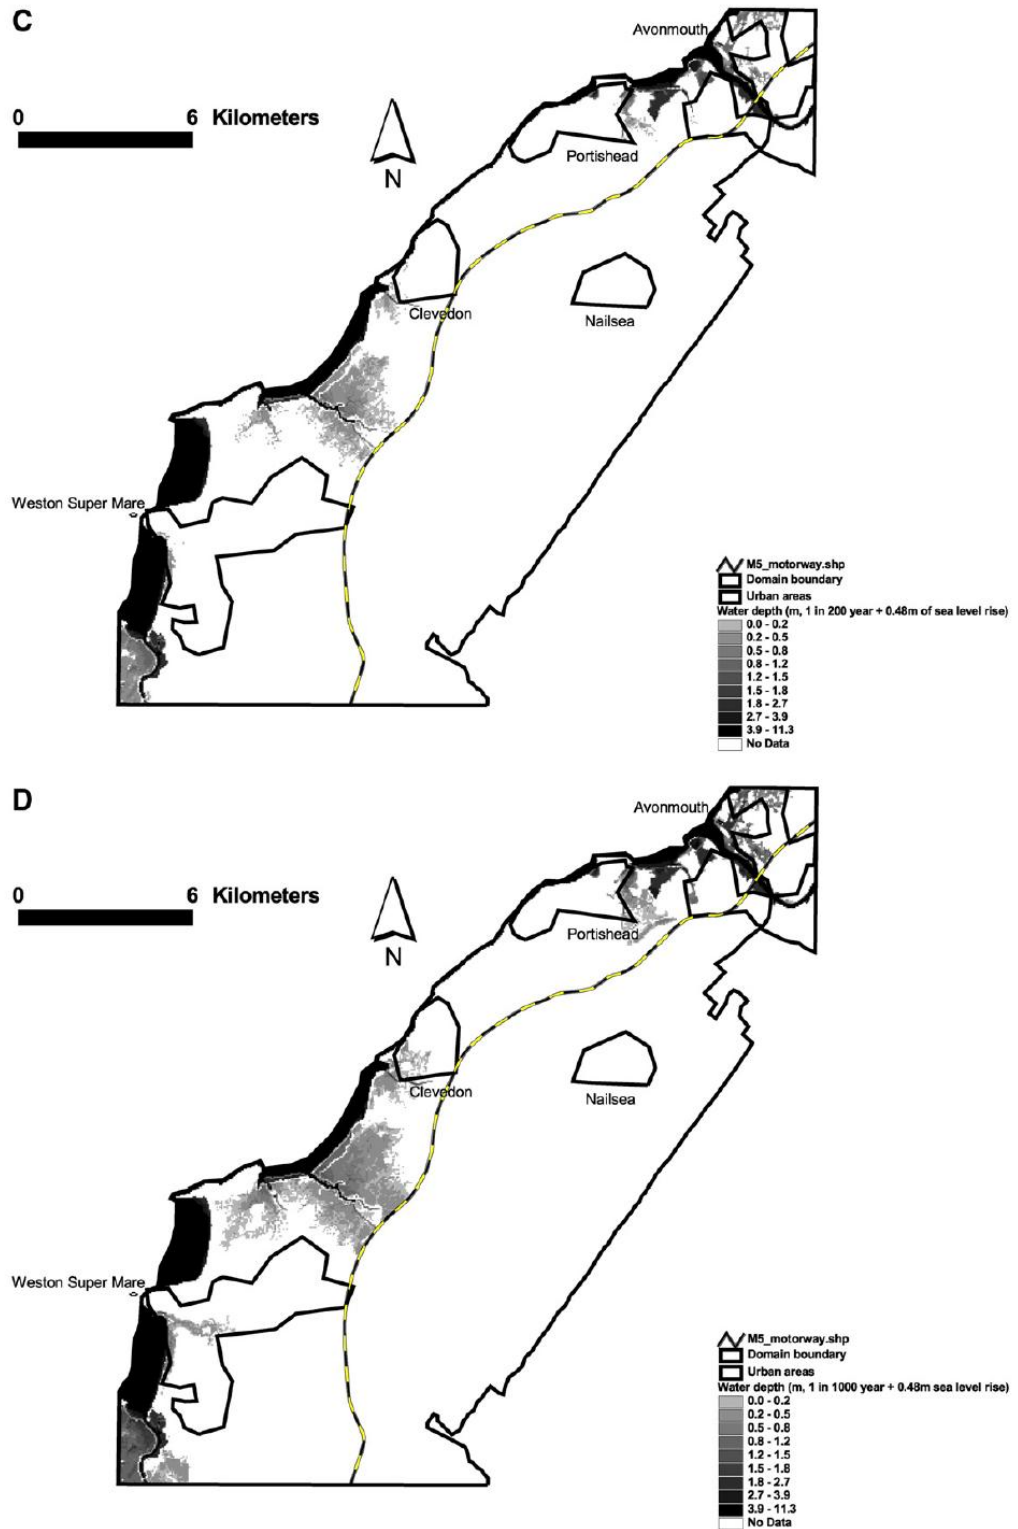 C
Avonmouth
0 6 Kilometers
N
Portishead
Clevedon
Nailsea
Weston Super Mare
M5_motorway.shp
Domain boundary
Urban areas
Water depth (m, 1 in 200 year + 0.48m of sea level rise)
0.0 - 0.2
0.2 - 0.5
0.5 - 0.8
0.8 - 1.2
1.2 - 1.5
1.5 - 1.8
1.8 - 2.7
2.7 - 3.9
3.9 - 11.3
No Data
D
Avonmouth
0 6 Kilometers
N
Portishead
Clevedon
Nailsea
Weston Super Mare
M5_motorway.shp
Domain boundary
Urban areas
Water depth (m, 1 in 1000 year + 0.48m sea level rise)
0.0 - 0.2
0.2 - 0.5
0.5 - 0.8
0.8 - 1.2
1.2 - 1.5
1.5 - 1.8
1.8 - 2.7
2.7 - 3.9
3.9 - 11.3
No Data